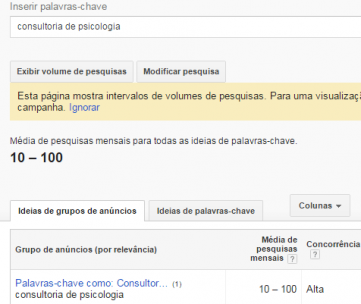 Inserir palavras-chave
consultoria de psicologia
Exibir volume de pesquisas Modificar pesquisa
Esta página mostra intervalos de volumes de pesquisas. Para uma
campanha. Ignorar
Média de pesquisas mensais para todas as ideias de palavras-chave.
10 – 100
Ideias de grupos de anúncios Ideias de palavras-chave Colunas
Grupo de anúncios (por relevância) Média de pesquisas mensais ? Concorrência ?
Palavras-chave como: Consultor... (1)
consultoria de psicologia 10 – 100 Alta